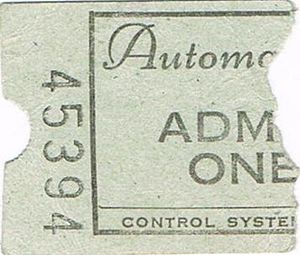 45394
Automa
ADM
ONE
CONTROL SYSTE